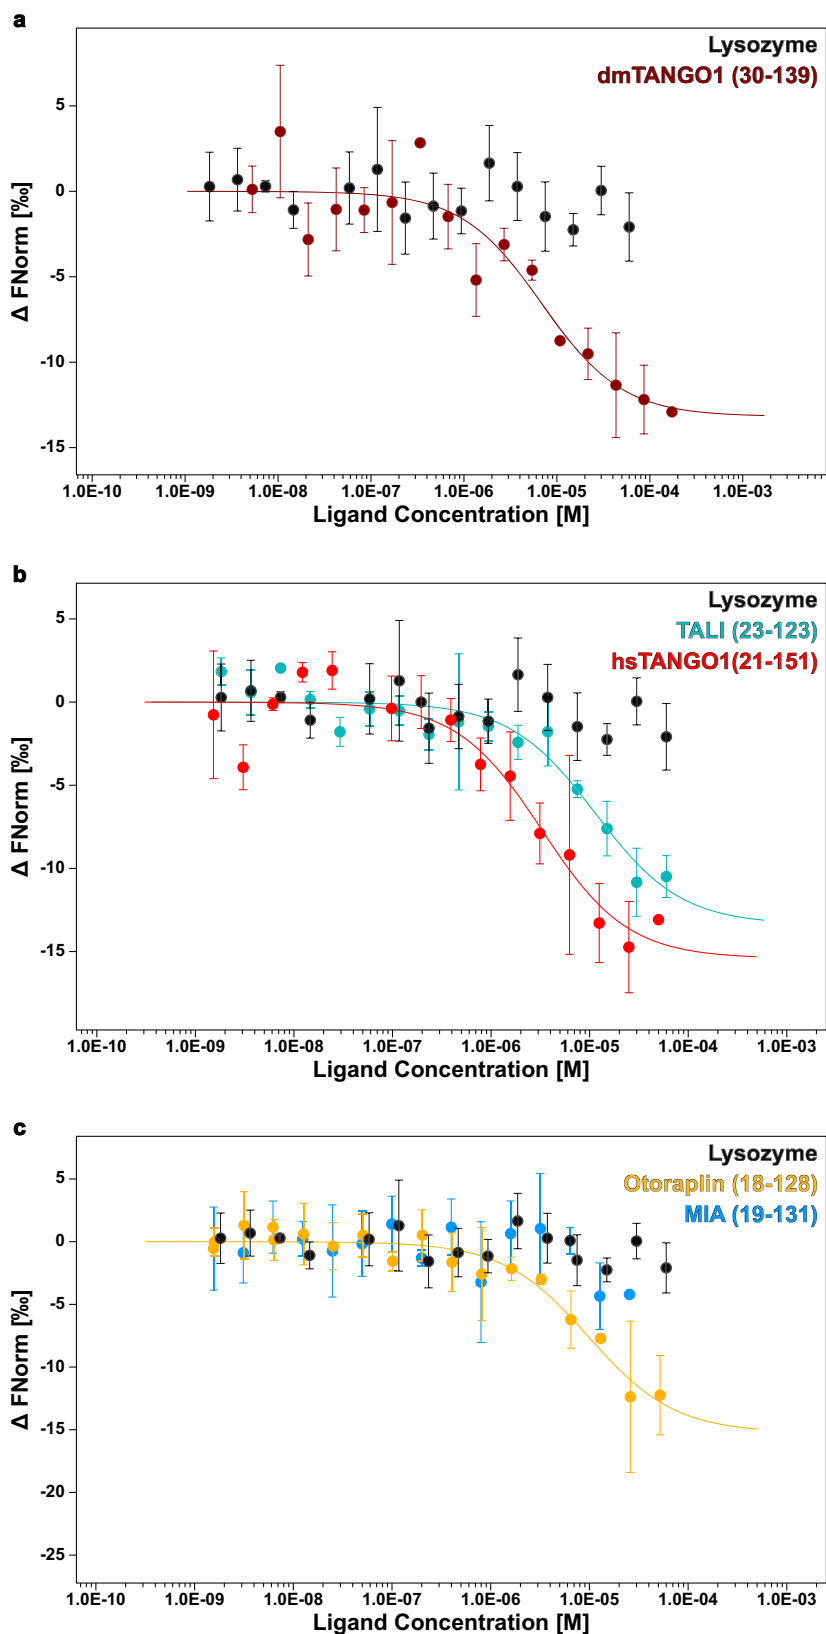 a
Lysozyme
dmTANGO1 (30-139)
5
0
-5
-10
-15
Δ FNorm [‰]
1.0E-10 1.0E-09 1.0E-08 1.0E-07 1.0E-06 1.0E-05 1.0E-04 1.0E-03
Ligand Concentration [M]
b
Lysozyme
TALI (23-123)
hsTANGO1(21-151)
5
0
-5
-10
-15
Δ FNorm [‰]
1.0E-10 1.0E-09 1.0E-08 1.0E-07 1.0E-06 1.0E-05 1.0E-04 1.0E-03
Ligand Concentration [M]
c
Lysozyme
Otoraplin (18-128)
MIA (19-131)
5
0
-5
-10
-15
-20
-25
Δ FNorm [‰]
1.0E-10 1.0E-09 1.0E-08 1.0E-07 1.0E-06 1.0E-05 1.0E-04 1.0E-03
Ligand Concentration [M]